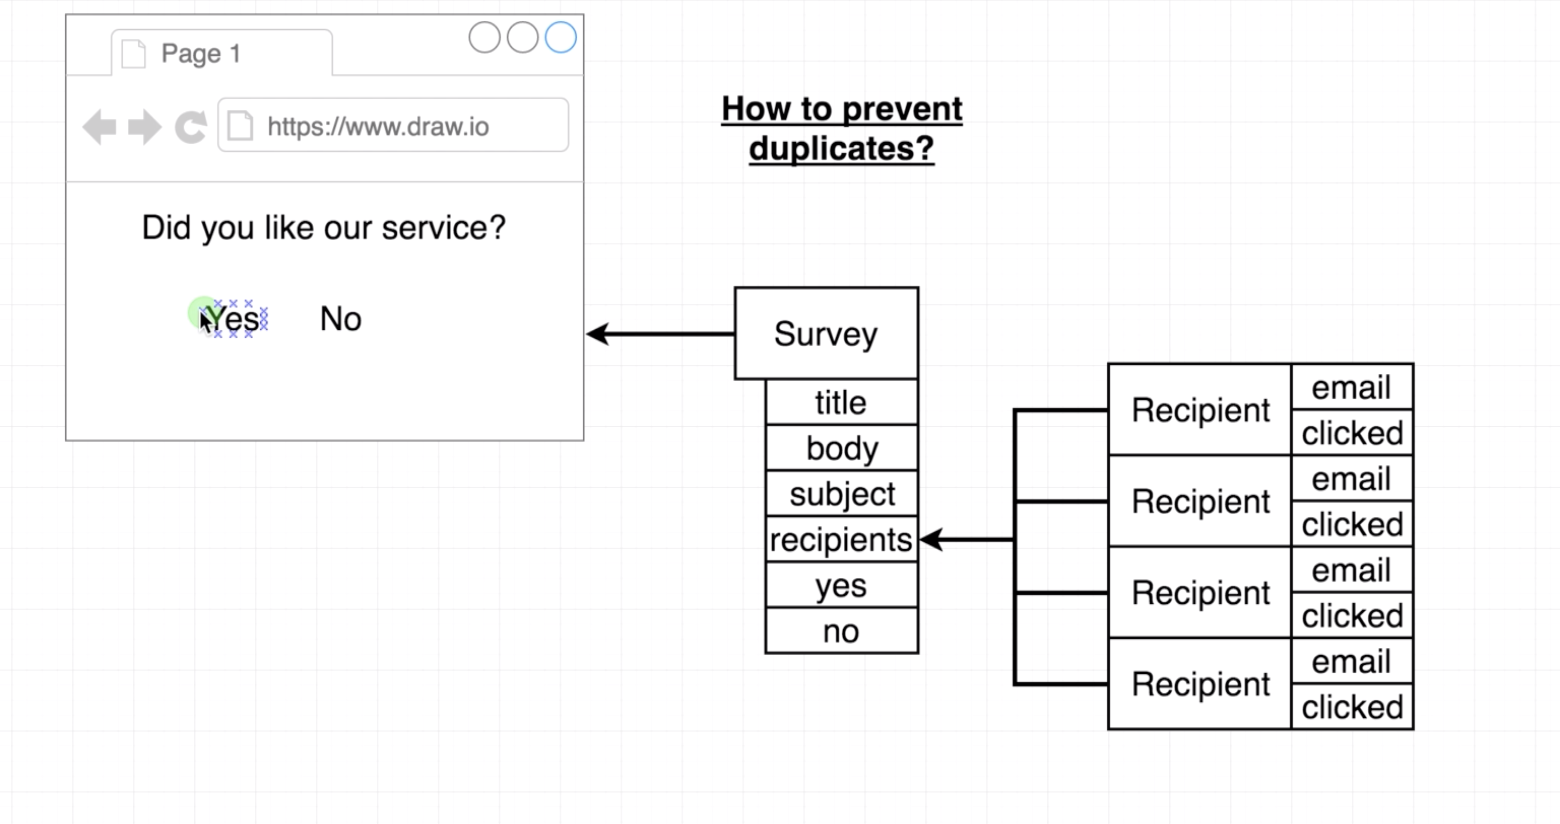 Page 1
https://www.draw.io
How to prevent
duplicates?
Did you like our service?
Yes
No
Survey
title
body
subject
recipients
yes
no
Recipient
email
clicked
Recipient
email
clicked
Recipient
email
clicked
Recipient
email
clicked